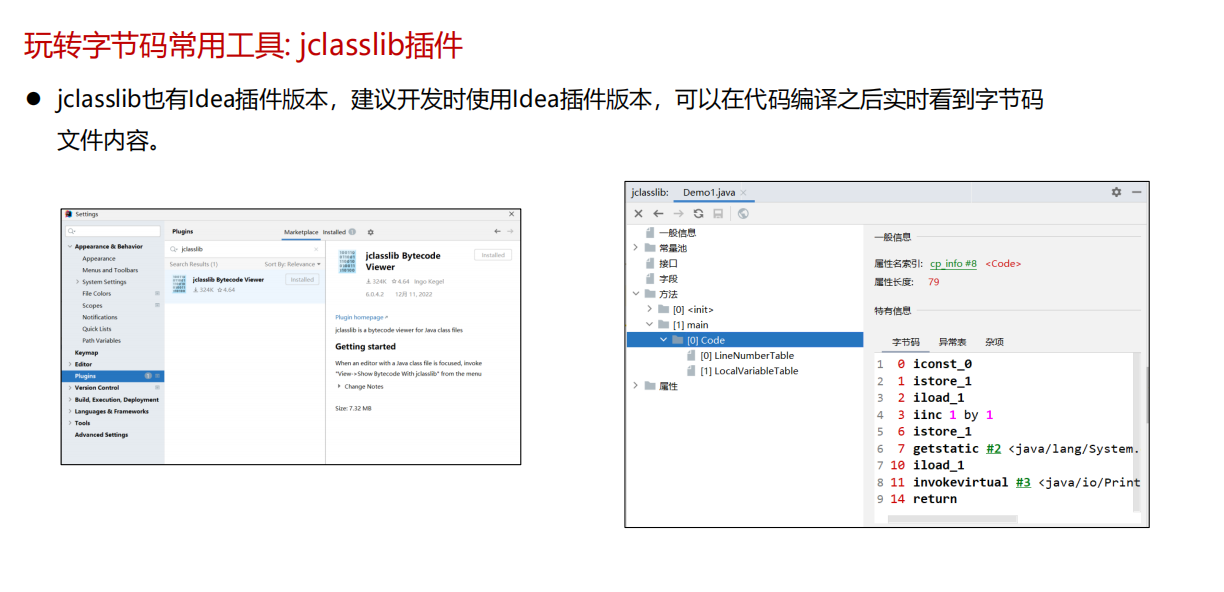 玩转字节码常用工具: jclasslib插件
● jclasslib也有Idea插件版本，建议开发时使用Idea插件版本，可以在代码编译之后实时看到字节码
文件内容。
Settings
Appearance & Behavior
Appearance
Menus and Toolbars
System Settings
File Colors
Scopes
Notifications
Quick Lists
Path Variables
Keymap
Editor
Plugins
Version Control
Build, Execution, Deployment
Languages & Frameworks
Tools
Advanced Settings
Plugins
Marketplace Installed
jclasslib
Search Results (1) Sort By: Relevance
jclasslib Bytecode Viewer Installed
324K 4.64
jclasslib Bytecode
Viewer
Installed
324K 4.64 Ingo Kegel
6.0.4.2 12月 11, 2022
Plugin homepage
jclasslib is a bytecode viewer for Java class files
Getting started
When an editor with a Java class file is focused, invoke
"View->Show Bytecode With jclasslib" from the menu
Change Notes
Size: 7.32 MB
jclasslib: Demo1.java
一般信息
常量池
接口
字段
方法
[0] <init>
[1] main
[0] Code
[0] LineNumberTable
[1] LocalVariableTable
属性
一般信息
属性名索引: cp_info #8 <Code>
属性长度: 79
特有信息
字节码 异常表 杂项
1 0 iconst_0
2 1 istore_1
3 2 iload_1
4 3 iinc 1 by 1
5 6 istore_1
6 7 getstatic #2 <java/lang/System.
7 10 iload_1
8 11 invokevirtual #3 <java/io/Print
9 14 return